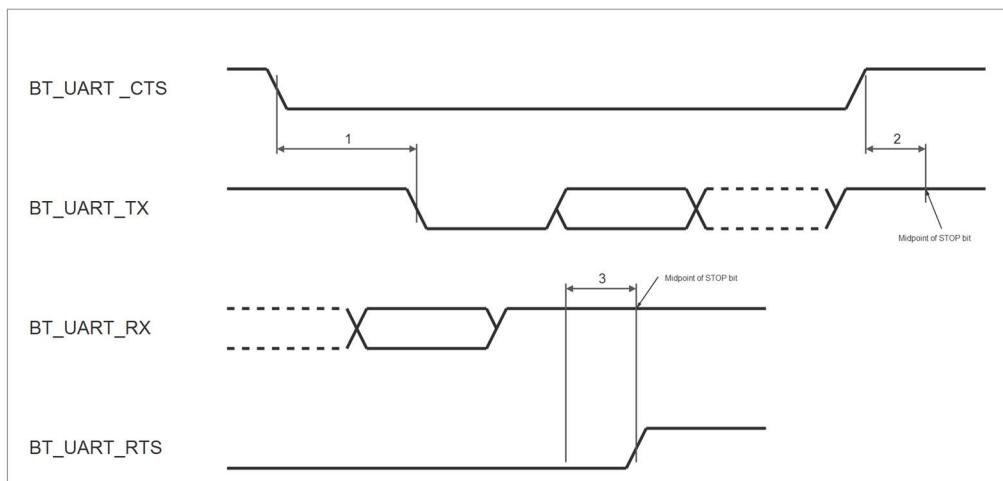 BT_UART _CTS
1
2
BT_UART_TX
Midpoint of STOP bit
3
Midpoint of STOP bit
BT_UART_RX
BT_UART_RTS